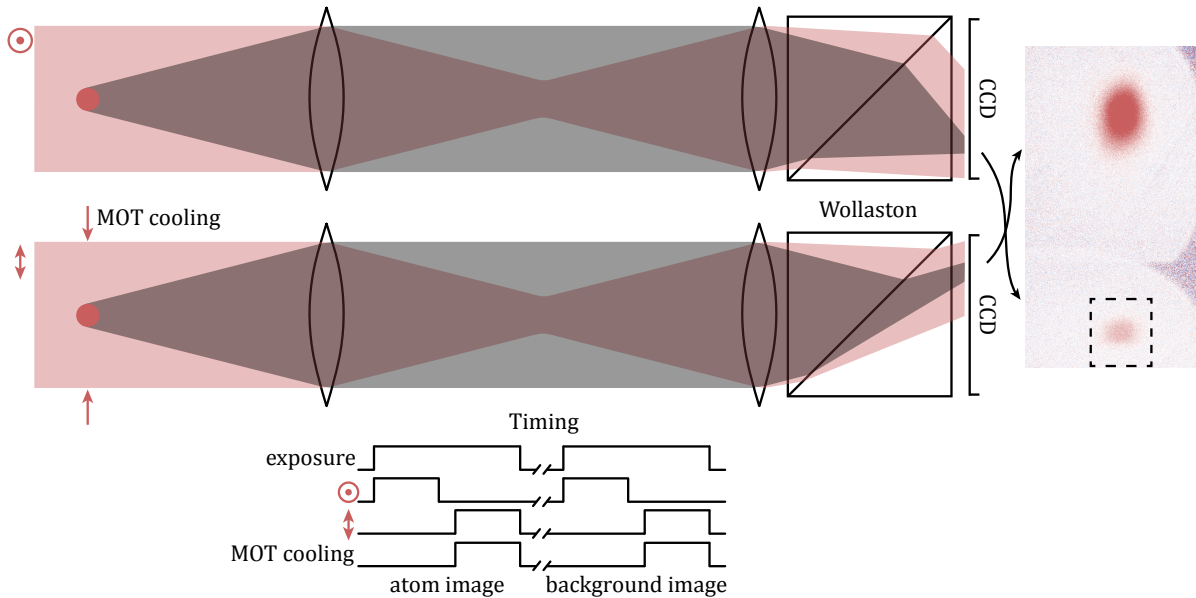 CCD
MOT cooling
Wollaston
CCD
Timing
exposure
MOT cooling
atom image
background image